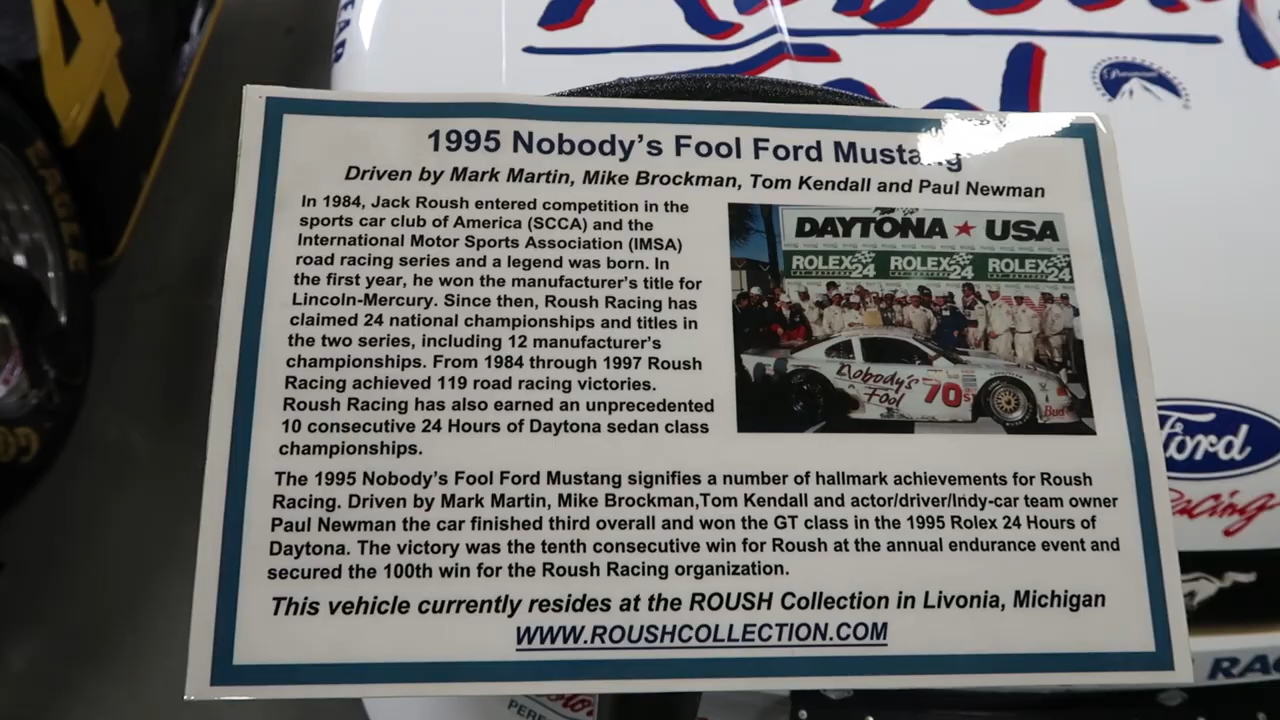 4
EAGLE
EAR
Paramount
1995 Nobody's Fool Ford Mustang
Driven by Mark Martin, Mike Brockman, Tom Kendall and Paul Newman
In 1984, Jack Roush entered competition in the
sports car club of America (SCCA) and the
International Motor Sports Association (IMSA)
road racing series and a legend was born. In
the first year, he won the manufacturer's title for
Lincoln-Mercury. Since then, Roush Racing has
claimed 24 national championships and titles in
the two series, including 12 manufacturer's
championships. From 1984 through 1997 Roush
Racing achieved 119 road racing victories.
Roush Racing has also earned an unprecedented
10 consecutive 24 Hours of Daytona sedan class
championships.
DAYTONA ★ USA
ROLEX 24 ROLEX 24 ROLEX 24
Nobody's
Fool
70
Bud
The 1995 Nobody's Fool Ford Mustang signifies a number of hallmark achievements for Roush
Racing. Driven by Mark Martin, Mike Brockman,Tom Kendall and actor/driver/Indy-car team owner
Paul Newman the car finished third overall and won the GT class in the 1995 Rolex 24 Hours of
Daytona. The victory was the tenth consecutive win for Roush at the annual endurance event and
secured the 100th win for the Roush Racing organization.
This vehicle currently resides at the ROUSH Collection in Livonia, Michigan
WWW.ROUSHCOLLECTION.COM
Ford
Racing
RAC